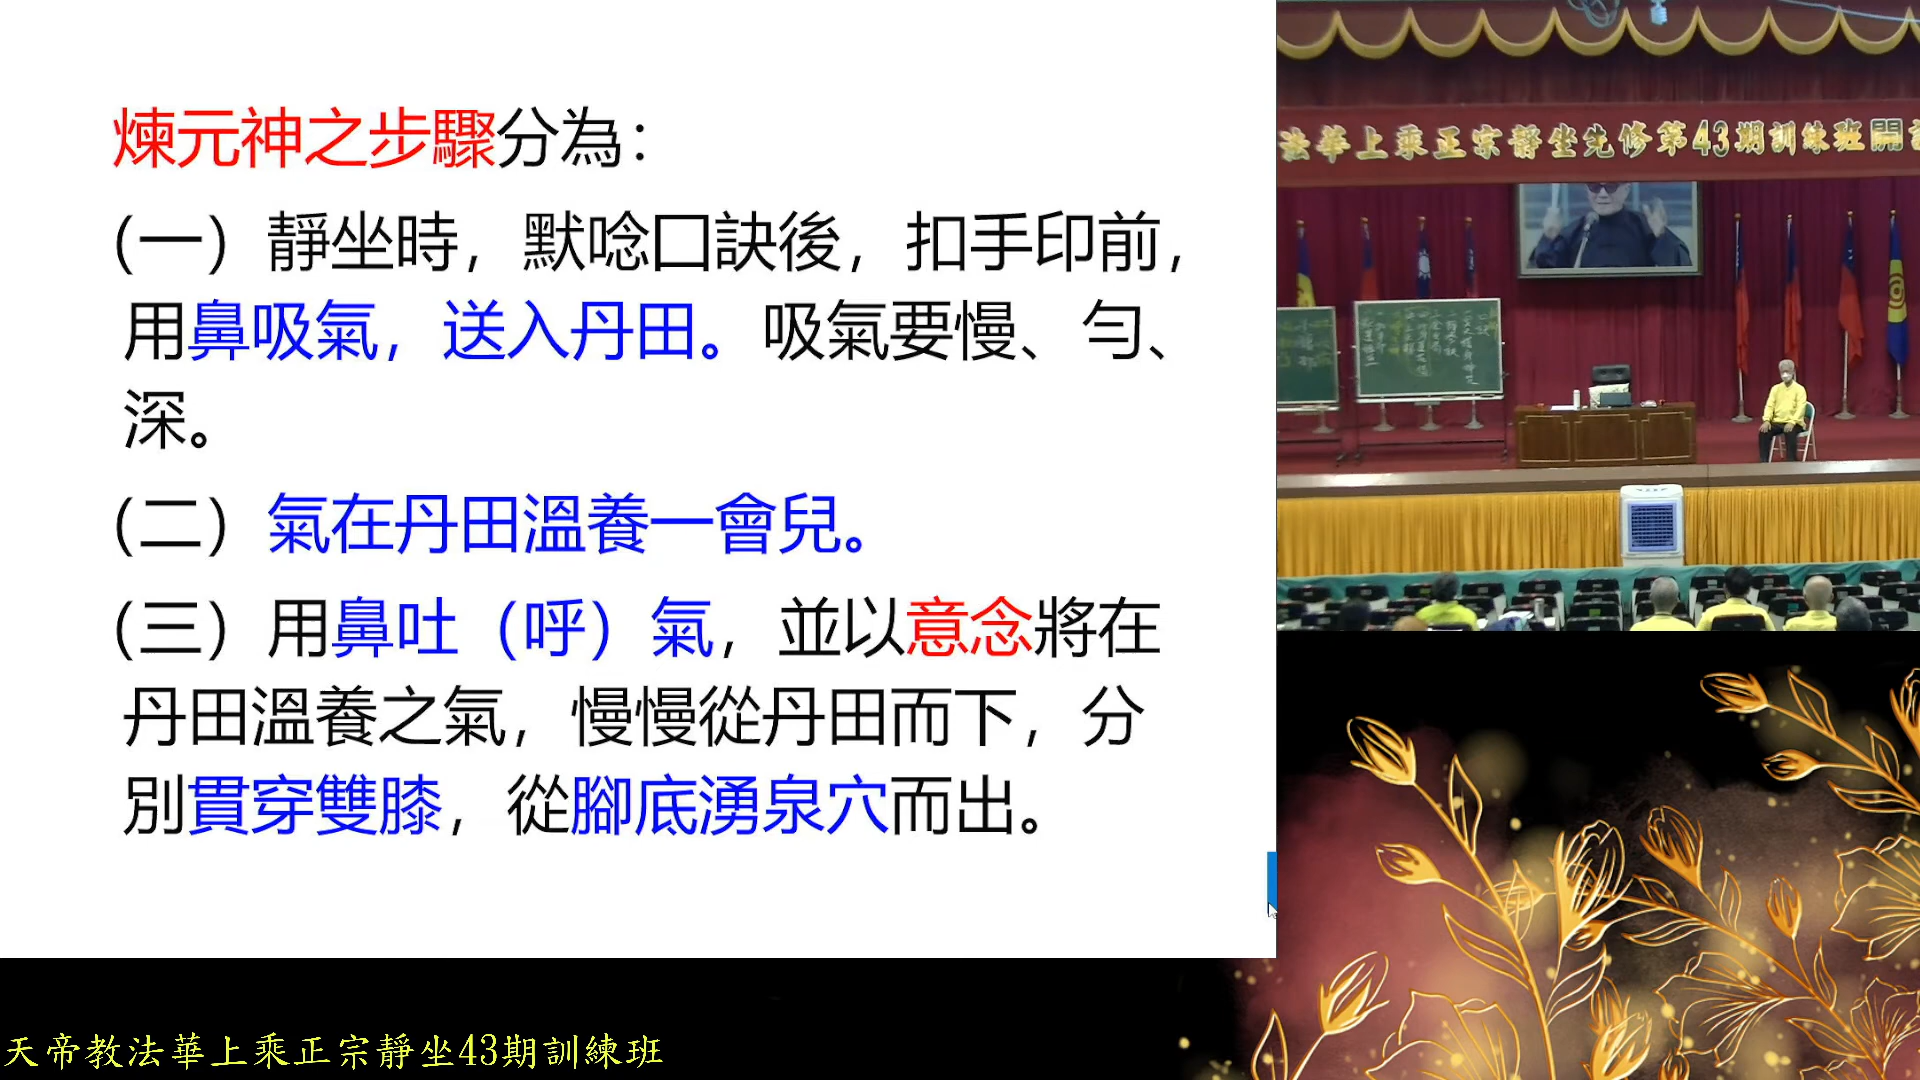 煉元神之步驟分為：
(一) 靜坐時，默唸口訣後，扣手印前，
用鼻吸氣，送入丹田。吸氣要慢、勻、
深。
(二) 氣在丹田溫養一會兒。
(三) 用鼻吐（呼）氣，並以意念將在
丹田溫養之氣，慢慢從丹田而下，分
別貫穿雙膝，從腳底湧泉穴而出。
法華上乘正宗靜坐先修第43期訓練班開
天帝教法華上乘正宗靜坐43期訓練班